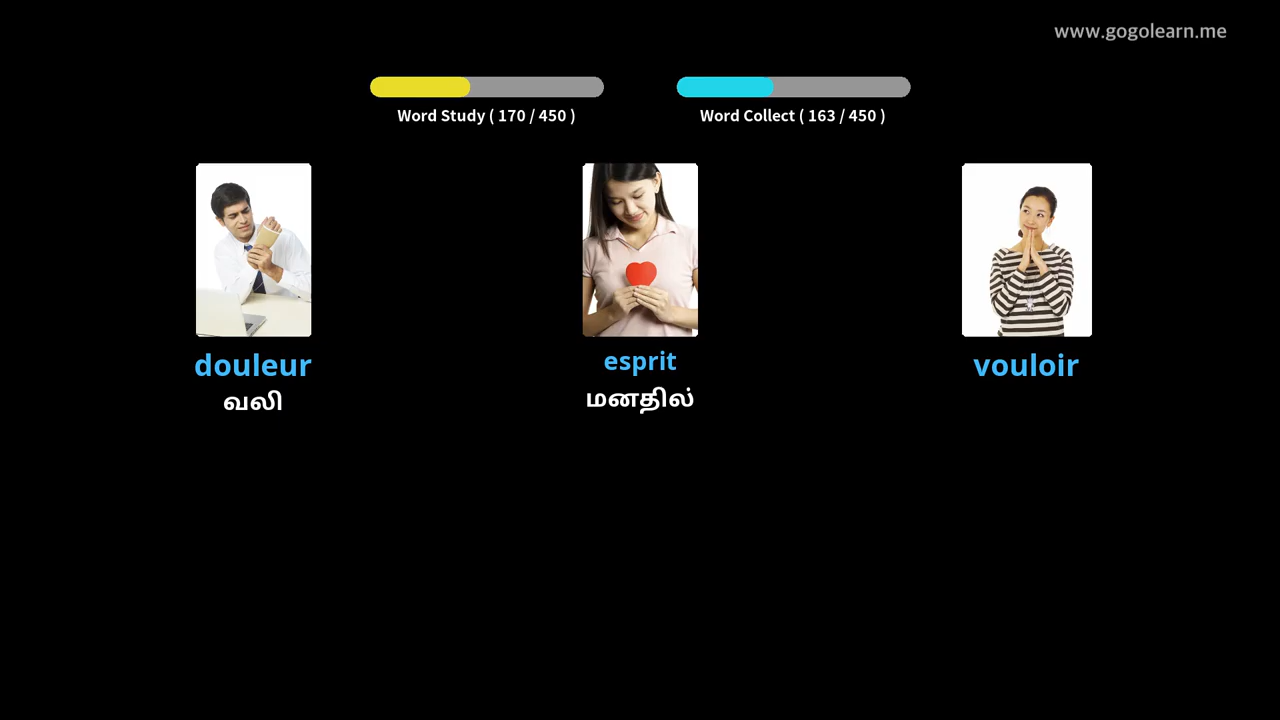 www.gogolearn.me
Word Study ( 170 / 450 )
Word Collect ( 163 / 450 )
douleur
வலி
esprit
மனதில்
vouloir